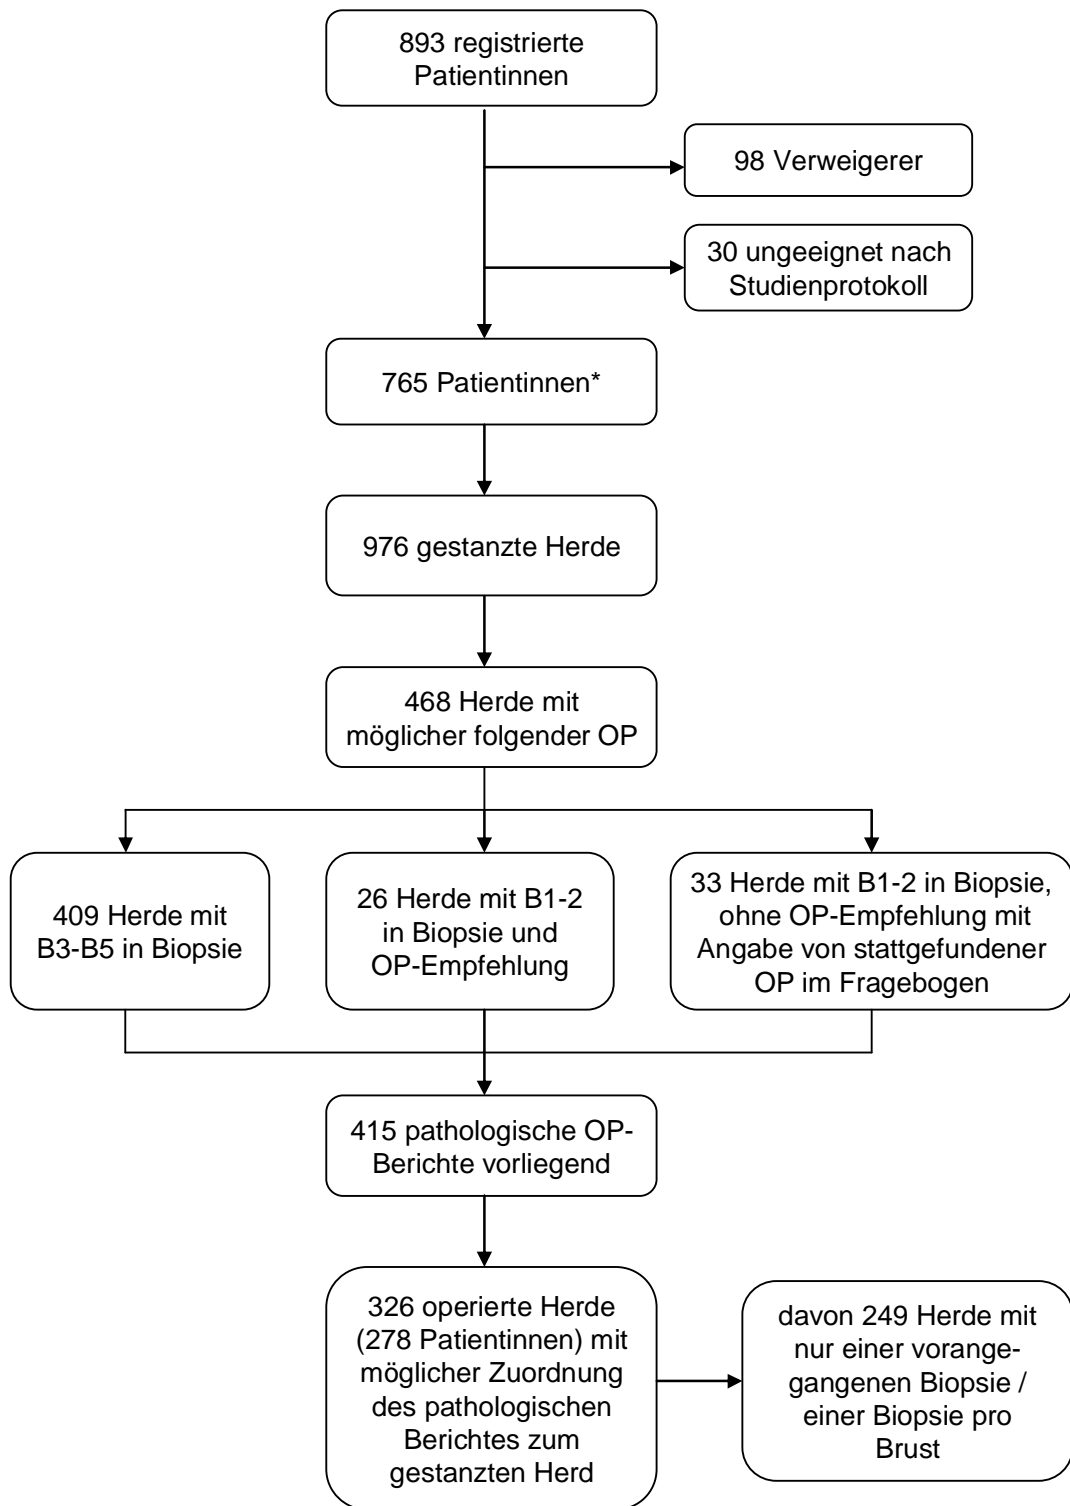 893 registrierte
Patientinnen
98 Verweigerer
30 ungeeignet nach
Studienprotokoll
765 Patientinnen*
976 gestanzte Herde
468 Herde mit
möglicher folgender OP
409 Herde mit
B3-B5 in Biopsie
26 Herde mit B1-2
in Biopsie und
OP-Empfehlung
33 Herde mit B1-2 in Biopsie,
ohne OP-Empfehlung mit
Angabe von stattgefundener
OP im Fragebogen
415 pathologische OP-
Berichte vorliegend
326 operierte Herde
(278 Patientinnen) mit
möglicher Zuordnung
des pathologischen
Berichtes zum
gestanzten Herd
davon 249 Herde mit
nur einer vorange-
gangenen Biopsie /
einer Biopsie pro
Brust